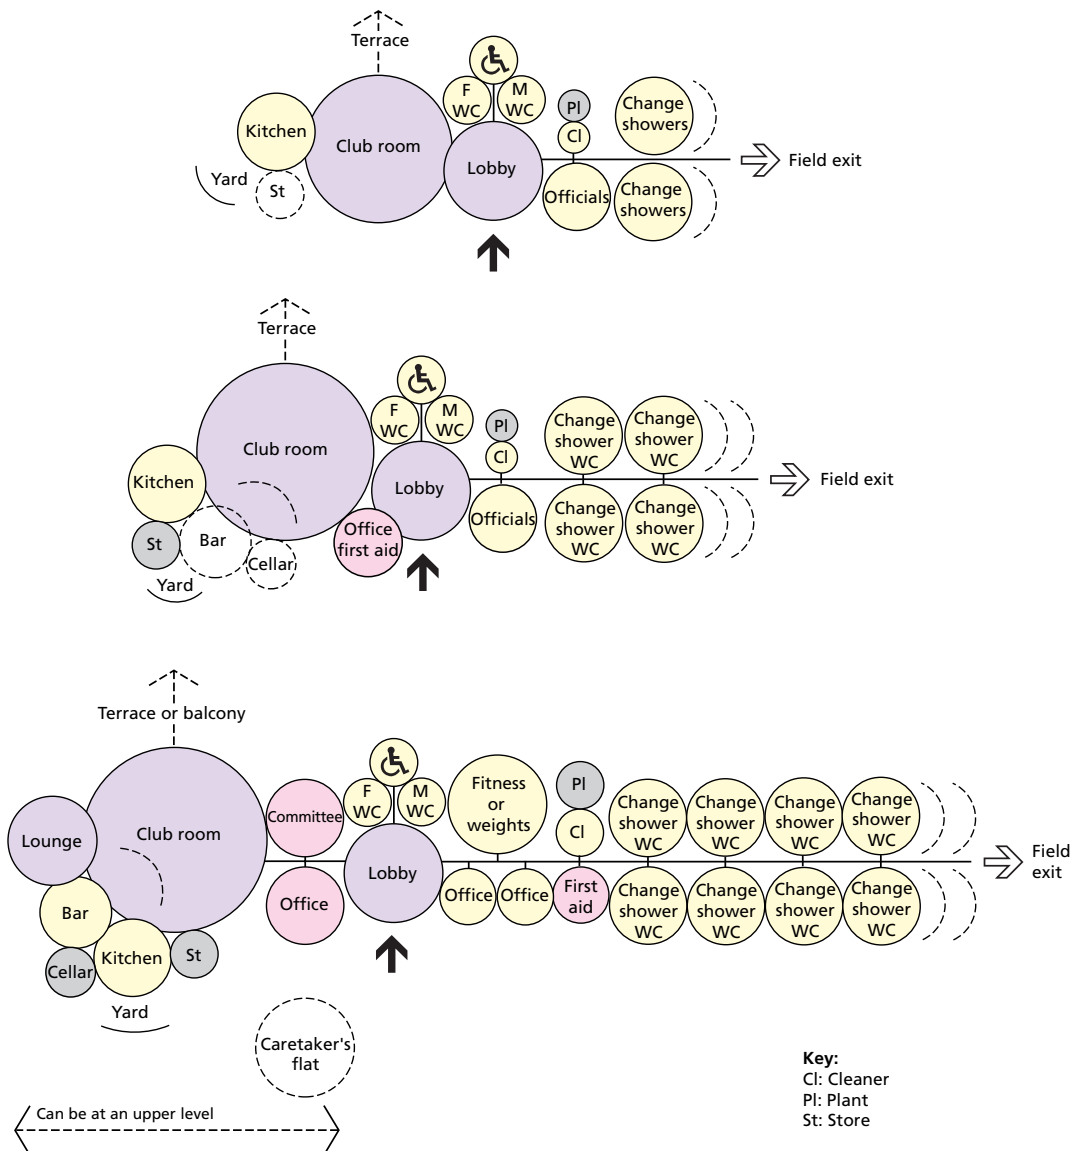 Terrace
F
WC
M
WC
Pl
Cl
Change
showers
Kitchen
Club room
Lobby
Field exit
Yard
St
Officials
Change
showers
Terrace
F
WC
M
WC
Pl
Cl
Change
shower
WC
Change
shower
WC
Club room
Kitchen
Lobby
Field exit
St
Bar
Cellar
Yard
Office
first aid
Officials
Change
shower
WC
Change
shower
WC
Terrace or balcony
Lounge
Club room
Committee
F
WC
M
WC
Fitness
or
weights
Pl
Cl
Change
shower
WC
Change
shower
WC
Change
shower
WC
Change
shower
WC
Field
exit
Lobby
Bar
Cellar
Kitchen
St
Yard
Office
Office
Office
First
aid
Change
shower
WC
Change
shower
WC
Change
shower
WC
Change
shower
WC
Caretaker's
flat
Can be at an upper level
Key:
Cl: Cleaner
Pl: Plant
St: Store